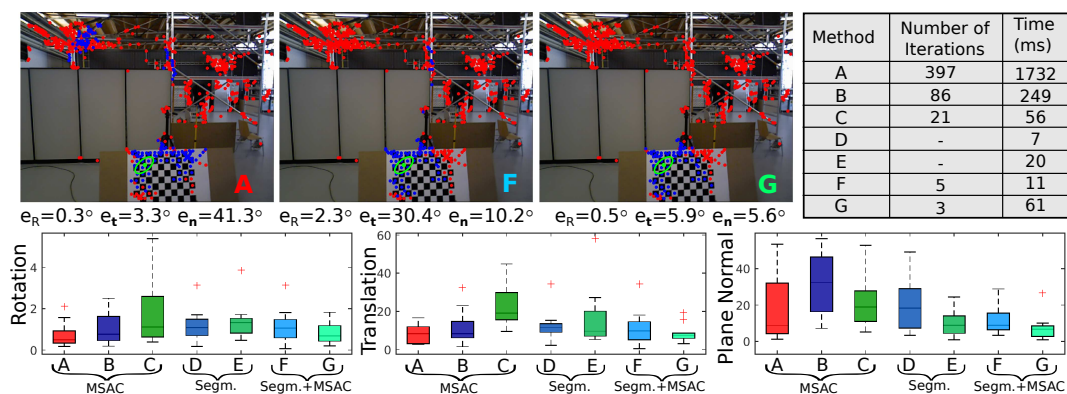 A
F
G
e_R=0.3° e_t=3.3° e_n=41.3°
e_R=2.3° e_t=30.4° e_n=10.2°
e_R=0.5° e_t=5.9° e_n=5.6°
Method Number of Iterations Time (ms)
A 397 1732
B 86 249
C 21 56
D - 7
E - 20
F 5 11
G 3 61
Rotation
4
2
0
A B C D E F G
MSAC Segm. Segm.+MSAC
Translation
60
40
20
0
A B C D E F G
MSAC Segm. Segm.+MSAC
Plane Normal
40
20
0
A B C D E F G
MSAC Segm. Segm.+MSAC